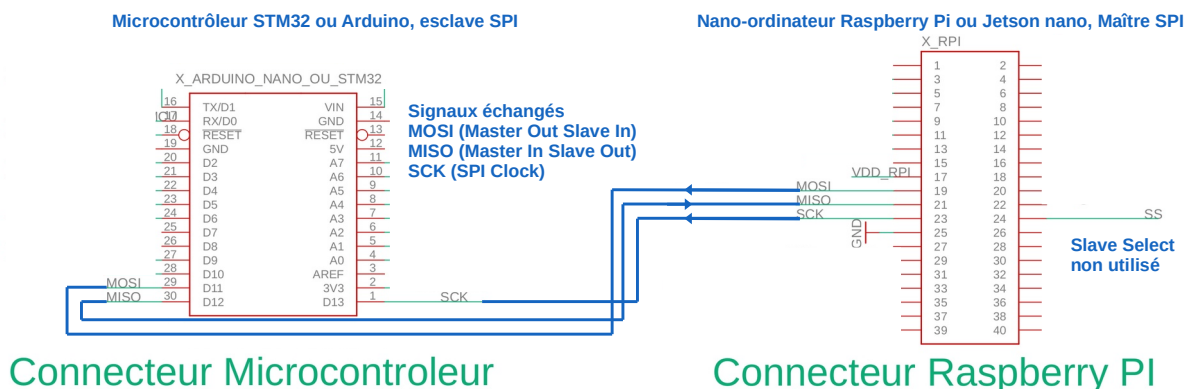 Microcontrôleur STM32 ou Arduino, esclave SPI
Nano-ordinateur Raspberry Pi ou Jetson nano, Maître SPI
X_RPI
X_ARDUINO_NANO_OU_STM32
16 TX/D1 VIN 15
17 RX/D0 GND 14
18 RESET RESET 13
19 GND 5V 12
20 D2 A7 11
21 D3 A6 10
22 D4 A5 9
23 D5 A4 8
24 D6 A3 7
25 D7 A2 6
26 D8 A1 5
27 D9 A0 4
28 D10 AREF 3
MOSI 29 D11 3V3 2
MISO 30 D12 D13 1 SCK
Signaux échangés
MOSI (Master Out Slave In)
MISO (Master In Slave Out)
SCK (SPI Clock)
1 2
3 4
5 6
7 8
9 10
11 12
13 14
15 16
VDD_RPI 17 18
MOSI 19 20
MISO 21 22
SCK 23 24 SS
GND 25 26
27 28
29 30
31 32
33 34
35 36
37 38
39 40
Slave Select
non utilisé
Connecteur Microcontroleur
Connecteur Raspberry PI